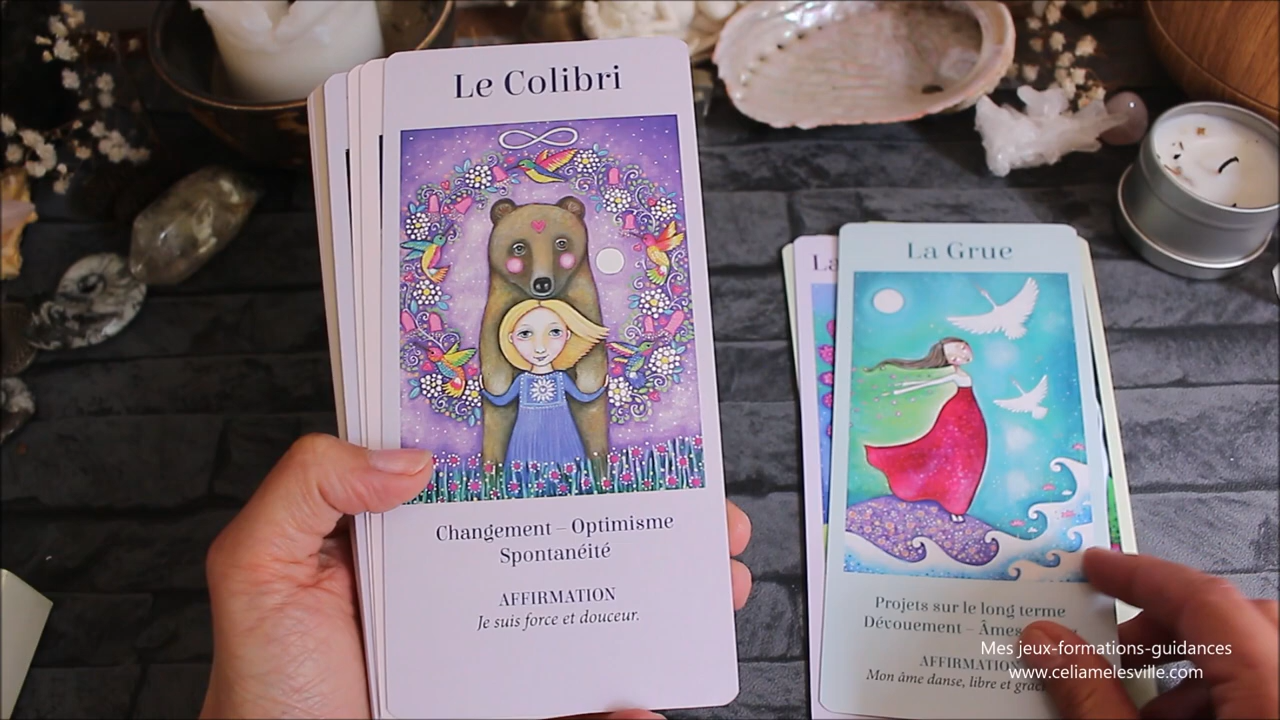 Le Colibri
Changement – Optimisme
Spontanéité
AFFIRMATION
Je suis force et douceur.
La
La Grue
Projets sur le long terme
Dévouement – Âmes
AFFIRMATION
Mon âme danse, libre et
Mes jeux-formations-guidances
www.celiamelesville.com